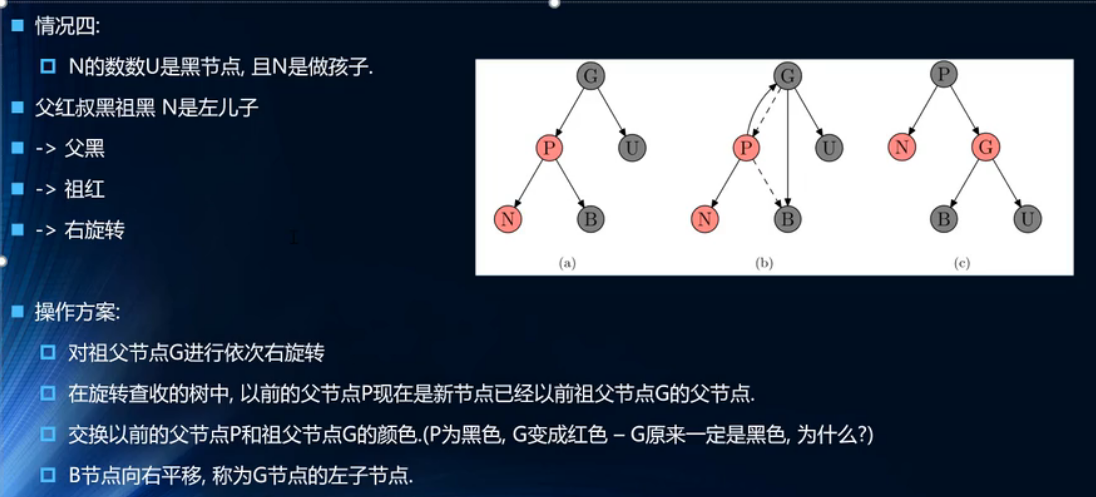 情况四:
N的数数U是黑节点, 且N是做孩子.
父红叔黑祖黑 N是左儿子
-> 父黑
-> 祖红
-> 右旋转
G
P
U
N
B
(a)
G
P
U
N
B
(b)
P
N
G
B
U
(c)
操作方案:
对祖父节点G进行依次右旋转
在旋转查收的树中, 以前的父节点P现在是新节点已经以前祖父节点G的父节点.
交换以前的父节点P和祖父节点G的颜色.(P为黑色, G变成红色 – G原来一定是黑色, 为什么?)
B节点向右平移, 称为G节点的左子节点.